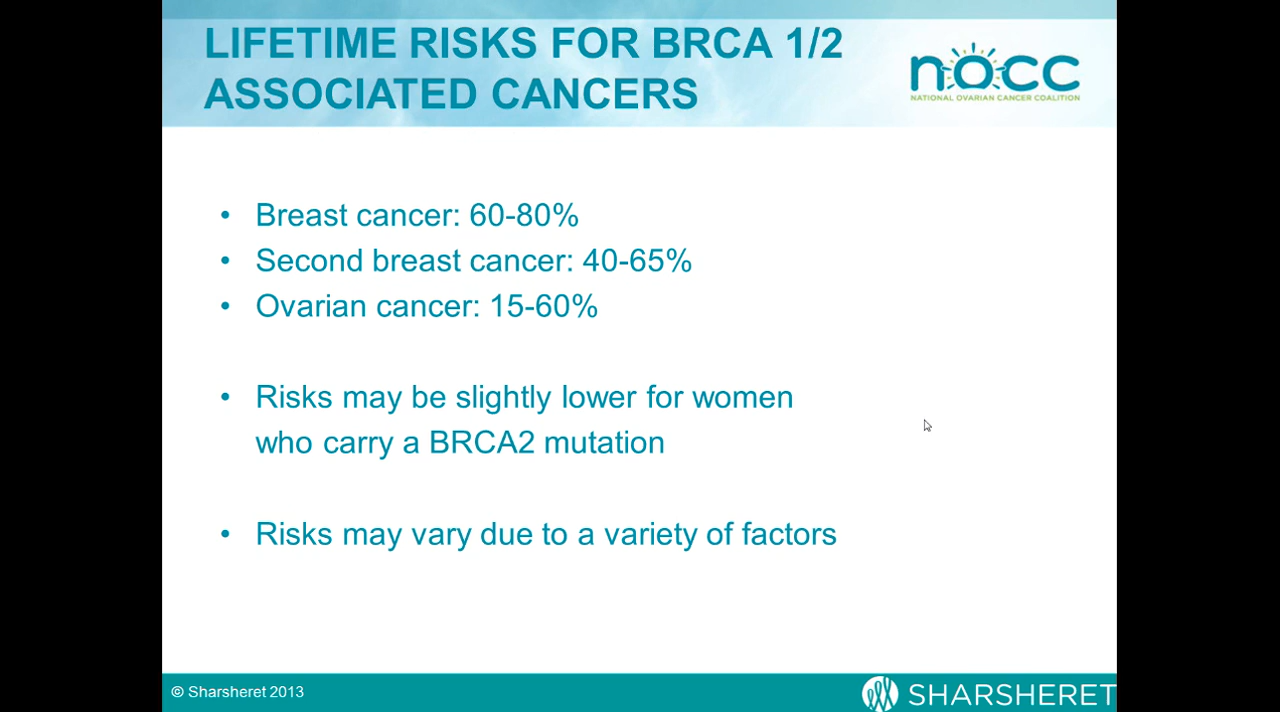 LIFETIME RISKS FOR BRCA 1/2
ASSOCIATED CANCERS
nocc
NATIONAL OVARIAN CANCER COALITION
• Breast cancer: 60-80%
• Second breast cancer: 40-65%
• Ovarian cancer: 15-60%
• Risks may be slightly lower for women
who carry a BRCA2 mutation
• Risks may vary due to a variety of factors
© Sharsheret 2013
SHARSHERET